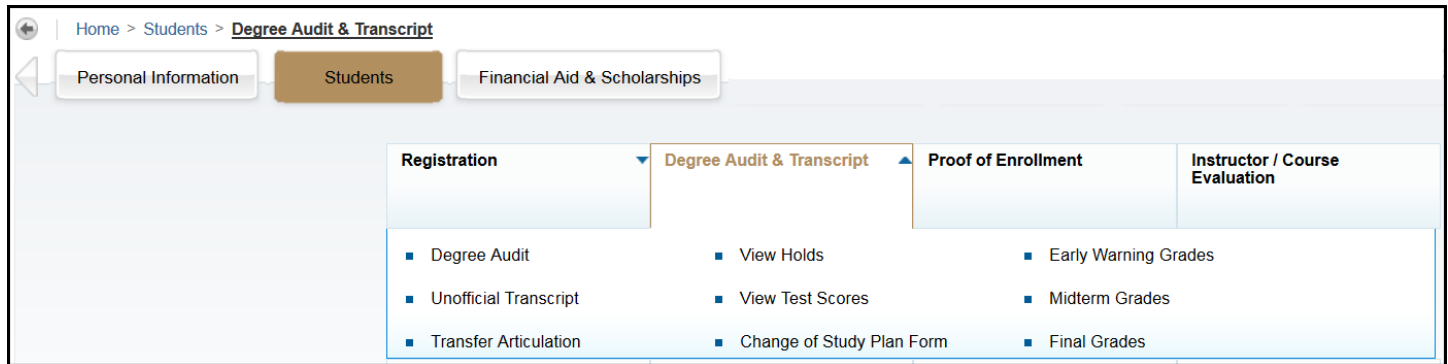 Home > Students > Degree Audit & Transcript
Personal Information
Students
Financial Aid & Scholarships
Registration
Degree Audit & Transcript
Proof of Enrollment
Instructor / Course
Evaluation
Degree Audit
View Holds
Early Warning Grades
Unofficial Transcript
View Test Scores
Midterm Grades
Transfer Articulation
Change of Study Plan Form
Final Grades